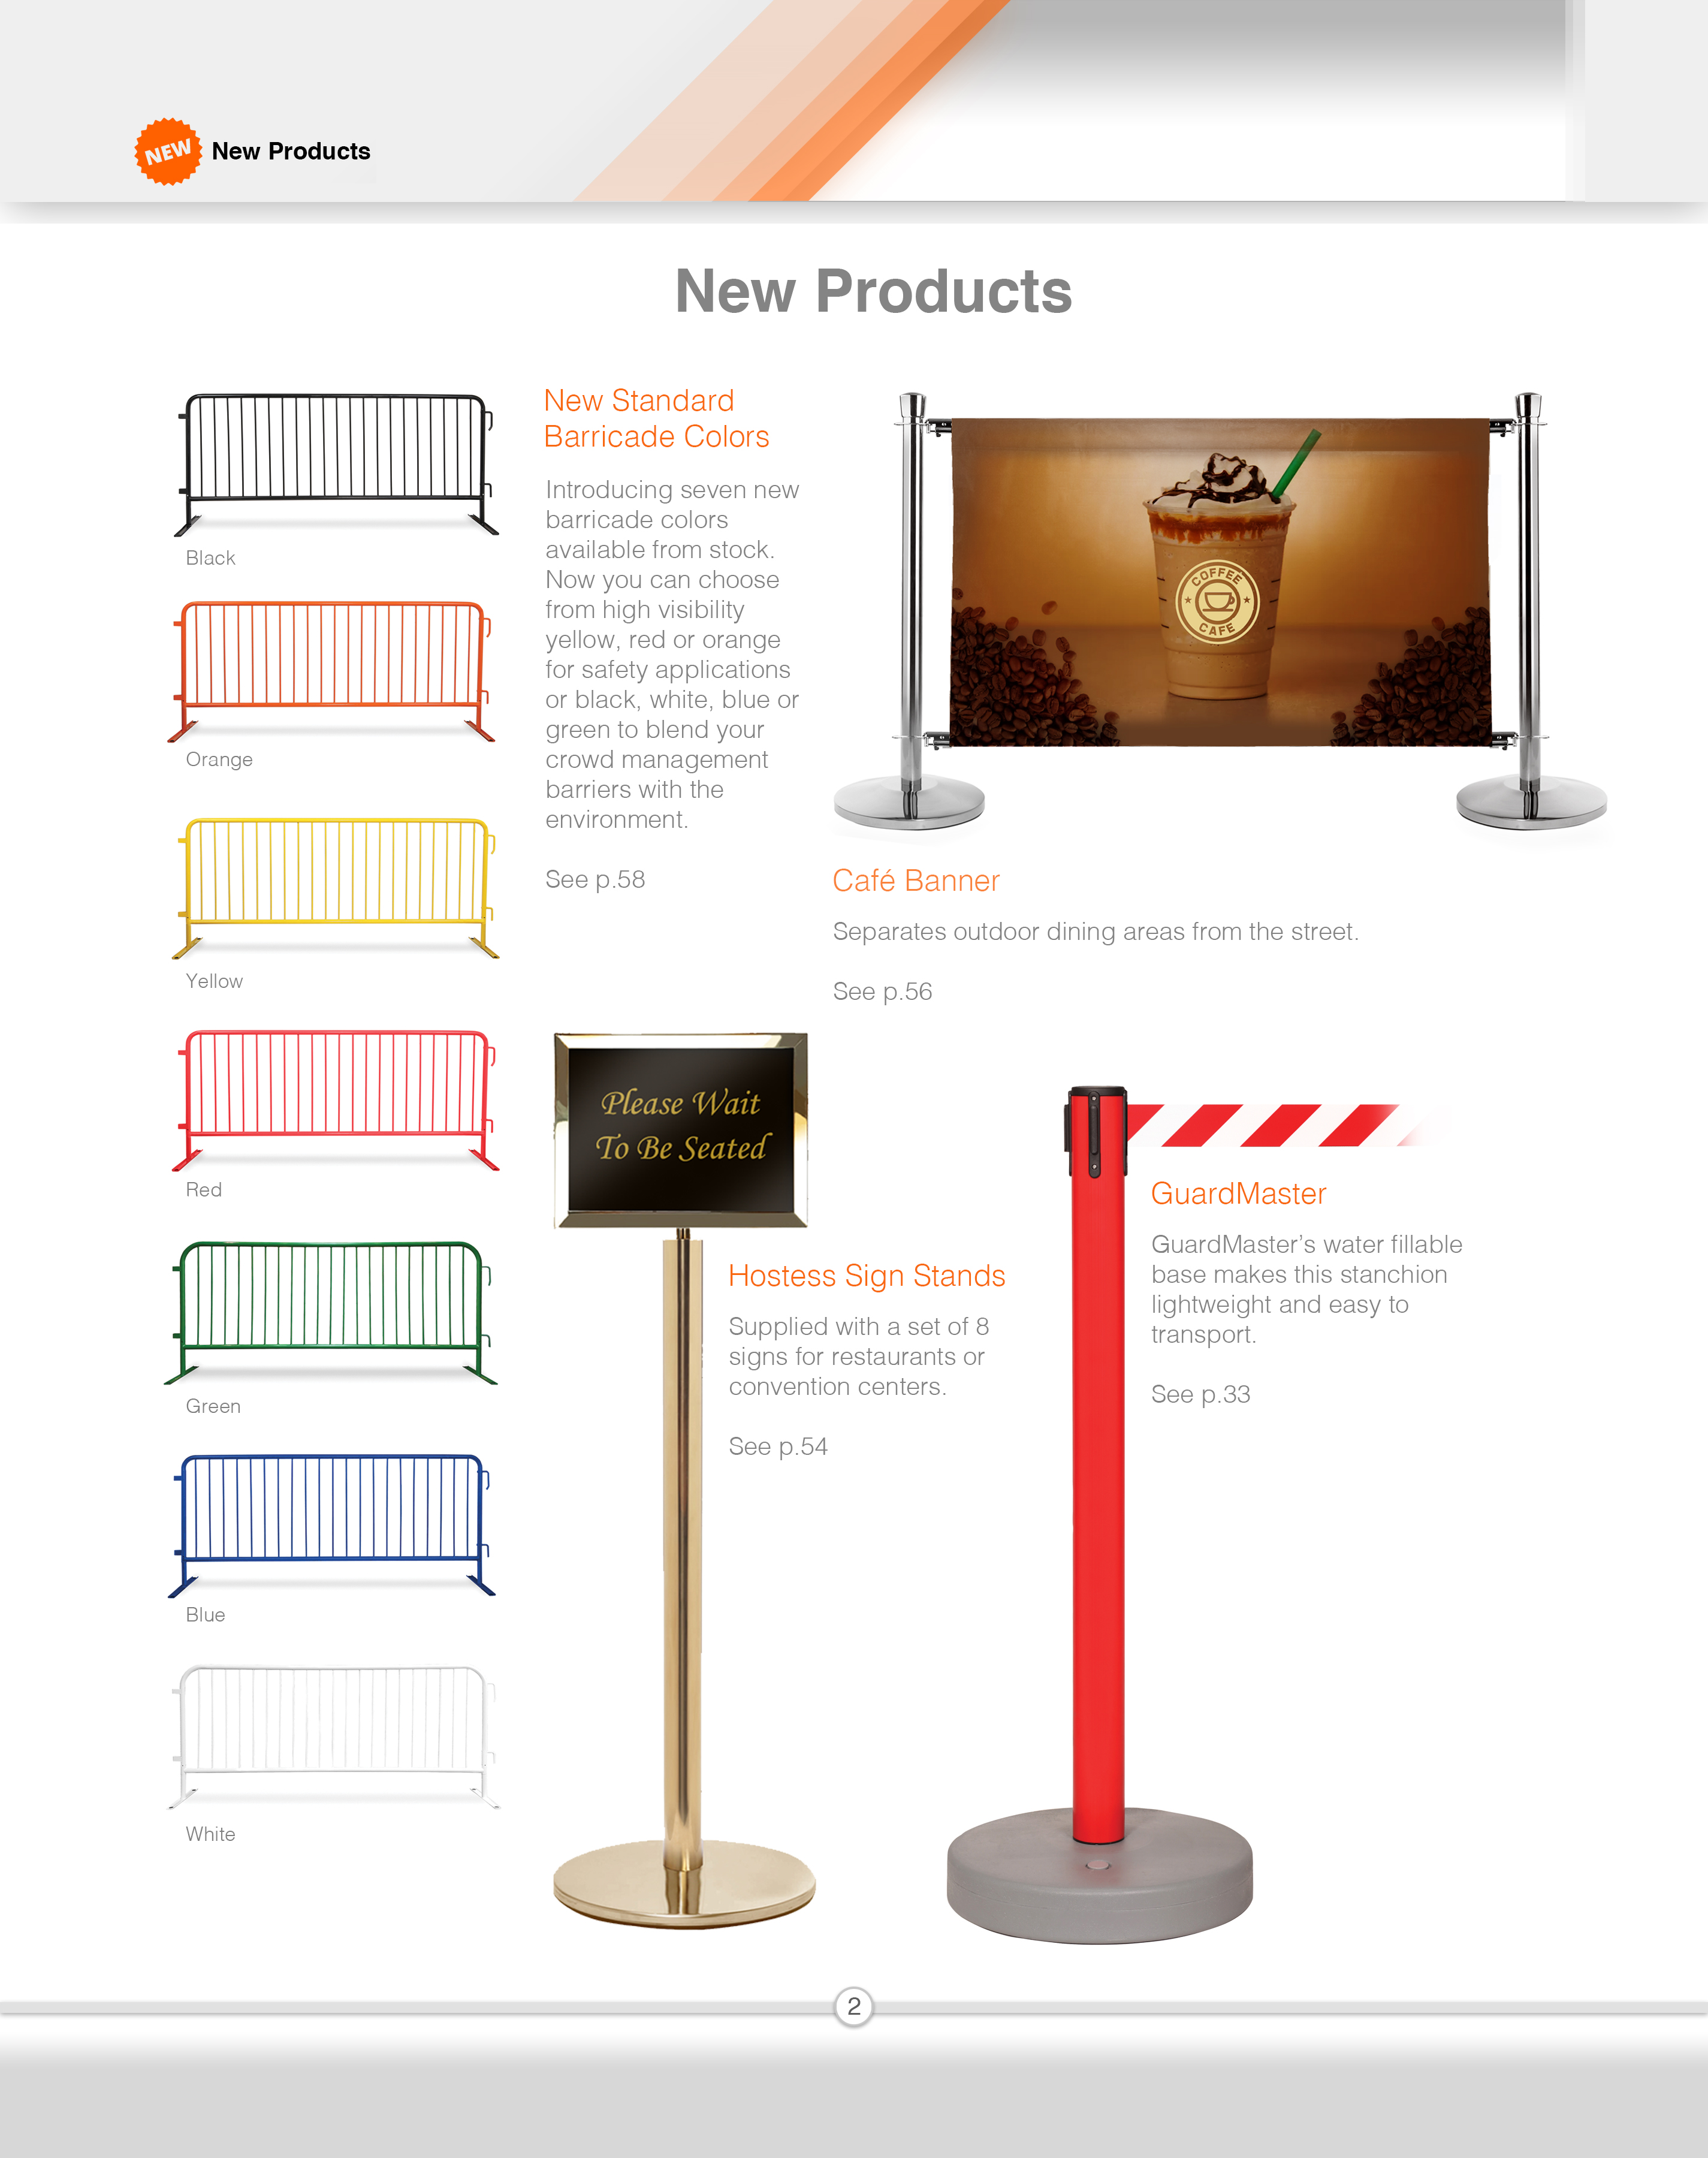 NEW
New Products
New Products
Black
Orange
Yellow
Red
Green
Blue
White
New Standard
Barricade Colors
Introducing seven new
barricade colors
available from stock.
Now you can choose
from high visibility
yellow, red or orange
for safety applications
or black, white, blue or
green to blend your
crowd management
barriers with the
environment.
See p.58
COFFEE
CAFE
Café Banner
Separates outdoor dining areas from the street.
See p.56
Please Wait
To Be Seated
Hostess Sign Stands
Supplied with a set of 8
signs for restaurants or
convention centers.
See p.54
GuardMaster
GuardMaster’s water fillable
base makes this stanchion
lightweight and easy to
transport.
See p.33
2